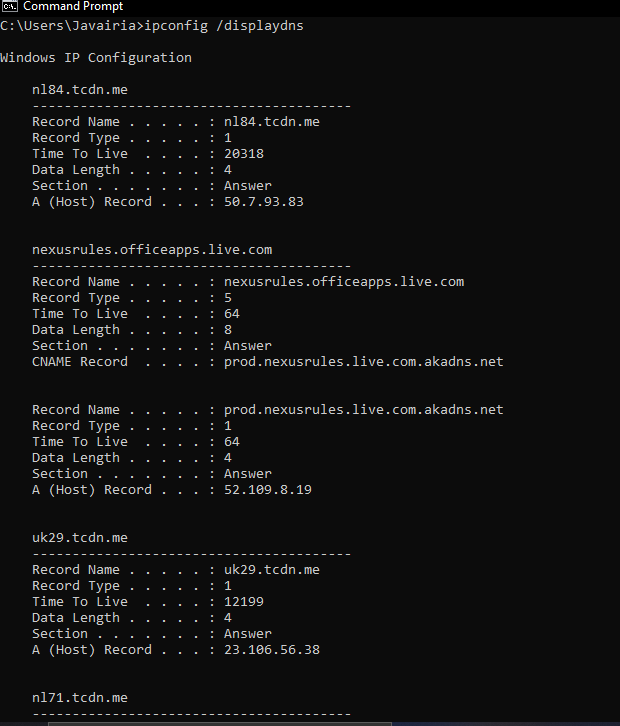 Command Prompt
C:\Users\Javairia>ipconfig /displaydns
Windows IP Configuration
nl84.tcdn.me
----------------------------------------
Record Name . . . . . : nl84.tcdn.me
Record Type . . . . . : 1
Time To Live  . . . . : 20318
Data Length . . . . . : 4
Section . . . . . . . : Answer
A (Host) Record . . . : 50.7.93.83
nexusrules.officeapps.live.com
----------------------------------------
Record Name . . . . . : nexusrules.officeapps.live.com
Record Type . . . . . : 5
Time To Live  . . . . : 64
Data Length . . . . . : 8
Section . . . . . . . : Answer
CNAME Record  . . . . : prod.nexusrules.live.com.akadns.net
Record Name . . . . . : prod.nexusrules.live.com.akadns.net
Record Type . . . . . : 1
Time To Live  . . . . : 64
Data Length . . . . . : 4
Section . . . . . . . : Answer
A (Host) Record . . . : 52.109.8.19
uk29.tcdn.me
----------------------------------------
Record Name . . . . . : uk29.tcdn.me
Record Type . . . . . : 1
Time To Live  . . . . : 12199
Data Length . . . . . : 4
Section . . . . . . . : Answer
A (Host) Record . . . : 23.106.56.38
nl71.tcdn.me
----------------------------------------